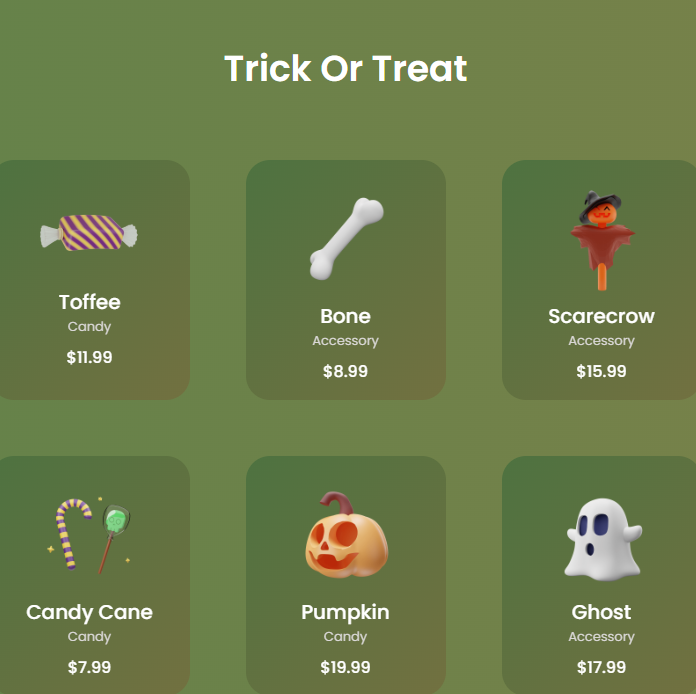 Trick Or Treat
Toffee
Candy
$11.99
Bone
Accessory
$8.99
Scarecrow
Accessory
$15.99
Candy Cane
Candy
$7.99
Pumpkin
Candy
$19.99
Ghost
Accessory
$17.99